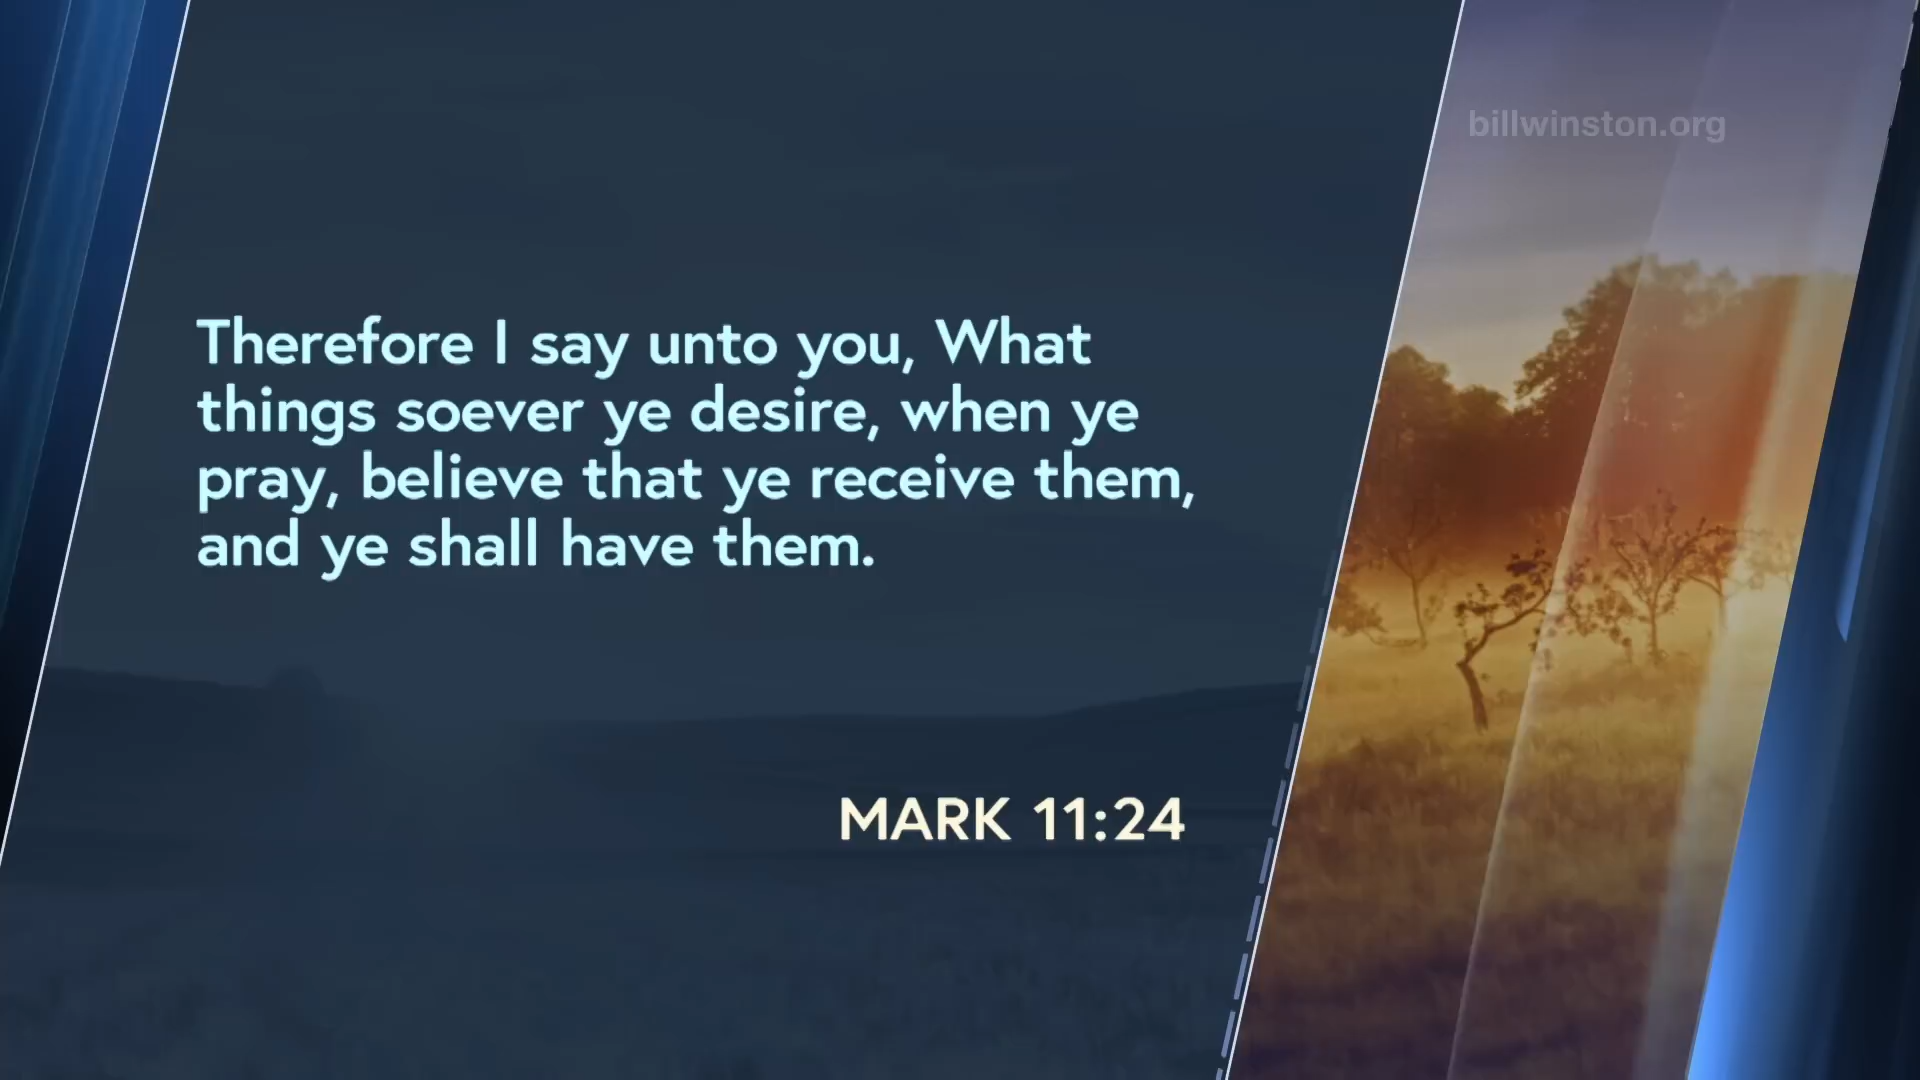 billwinston.org
Therefore I say unto you, What
things soever ye desire, when ye
pray, believe that ye receive them,
and ye shall have them.
MARK 11:24